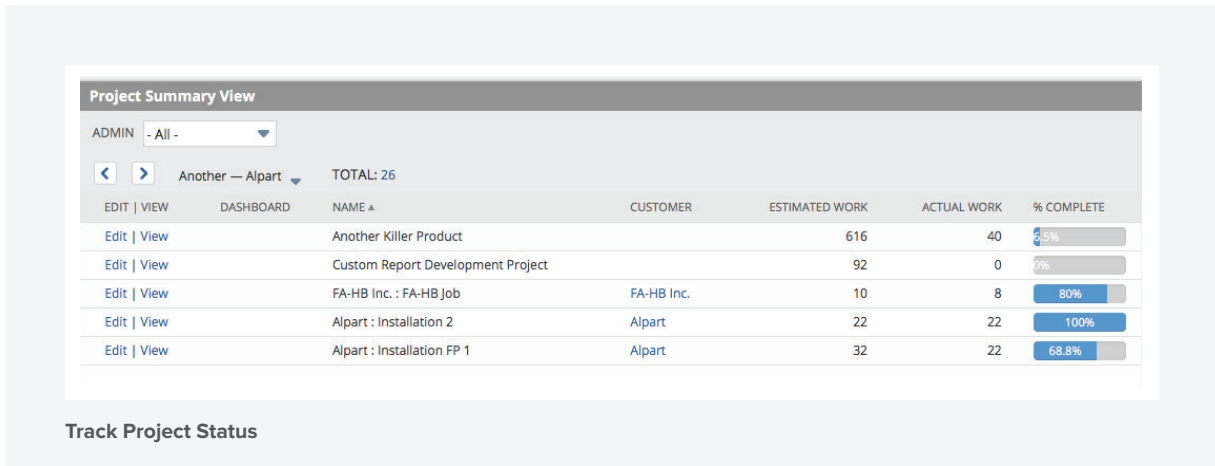 Project Summary View
ADMIN - All -
Another — Alpart TOTAL: 26
EDIT | VIEW DASHBOARD NAME CUSTOMER ESTIMATED WORK ACTUAL WORK % COMPLETE
Edit | View Another Killer Product 616 40 6.5%
Edit | View Custom Report Development Project 92 0 0%
Edit | View FA-HB Inc. : FA-HB Job FA-HB Inc. 10 8 80%
Edit | View Alpart : Installation 2 Alpart 22 22 100%
Edit | View Alpart : Installation FP 1 Alpart 32 22 68.8%
Track Project Status